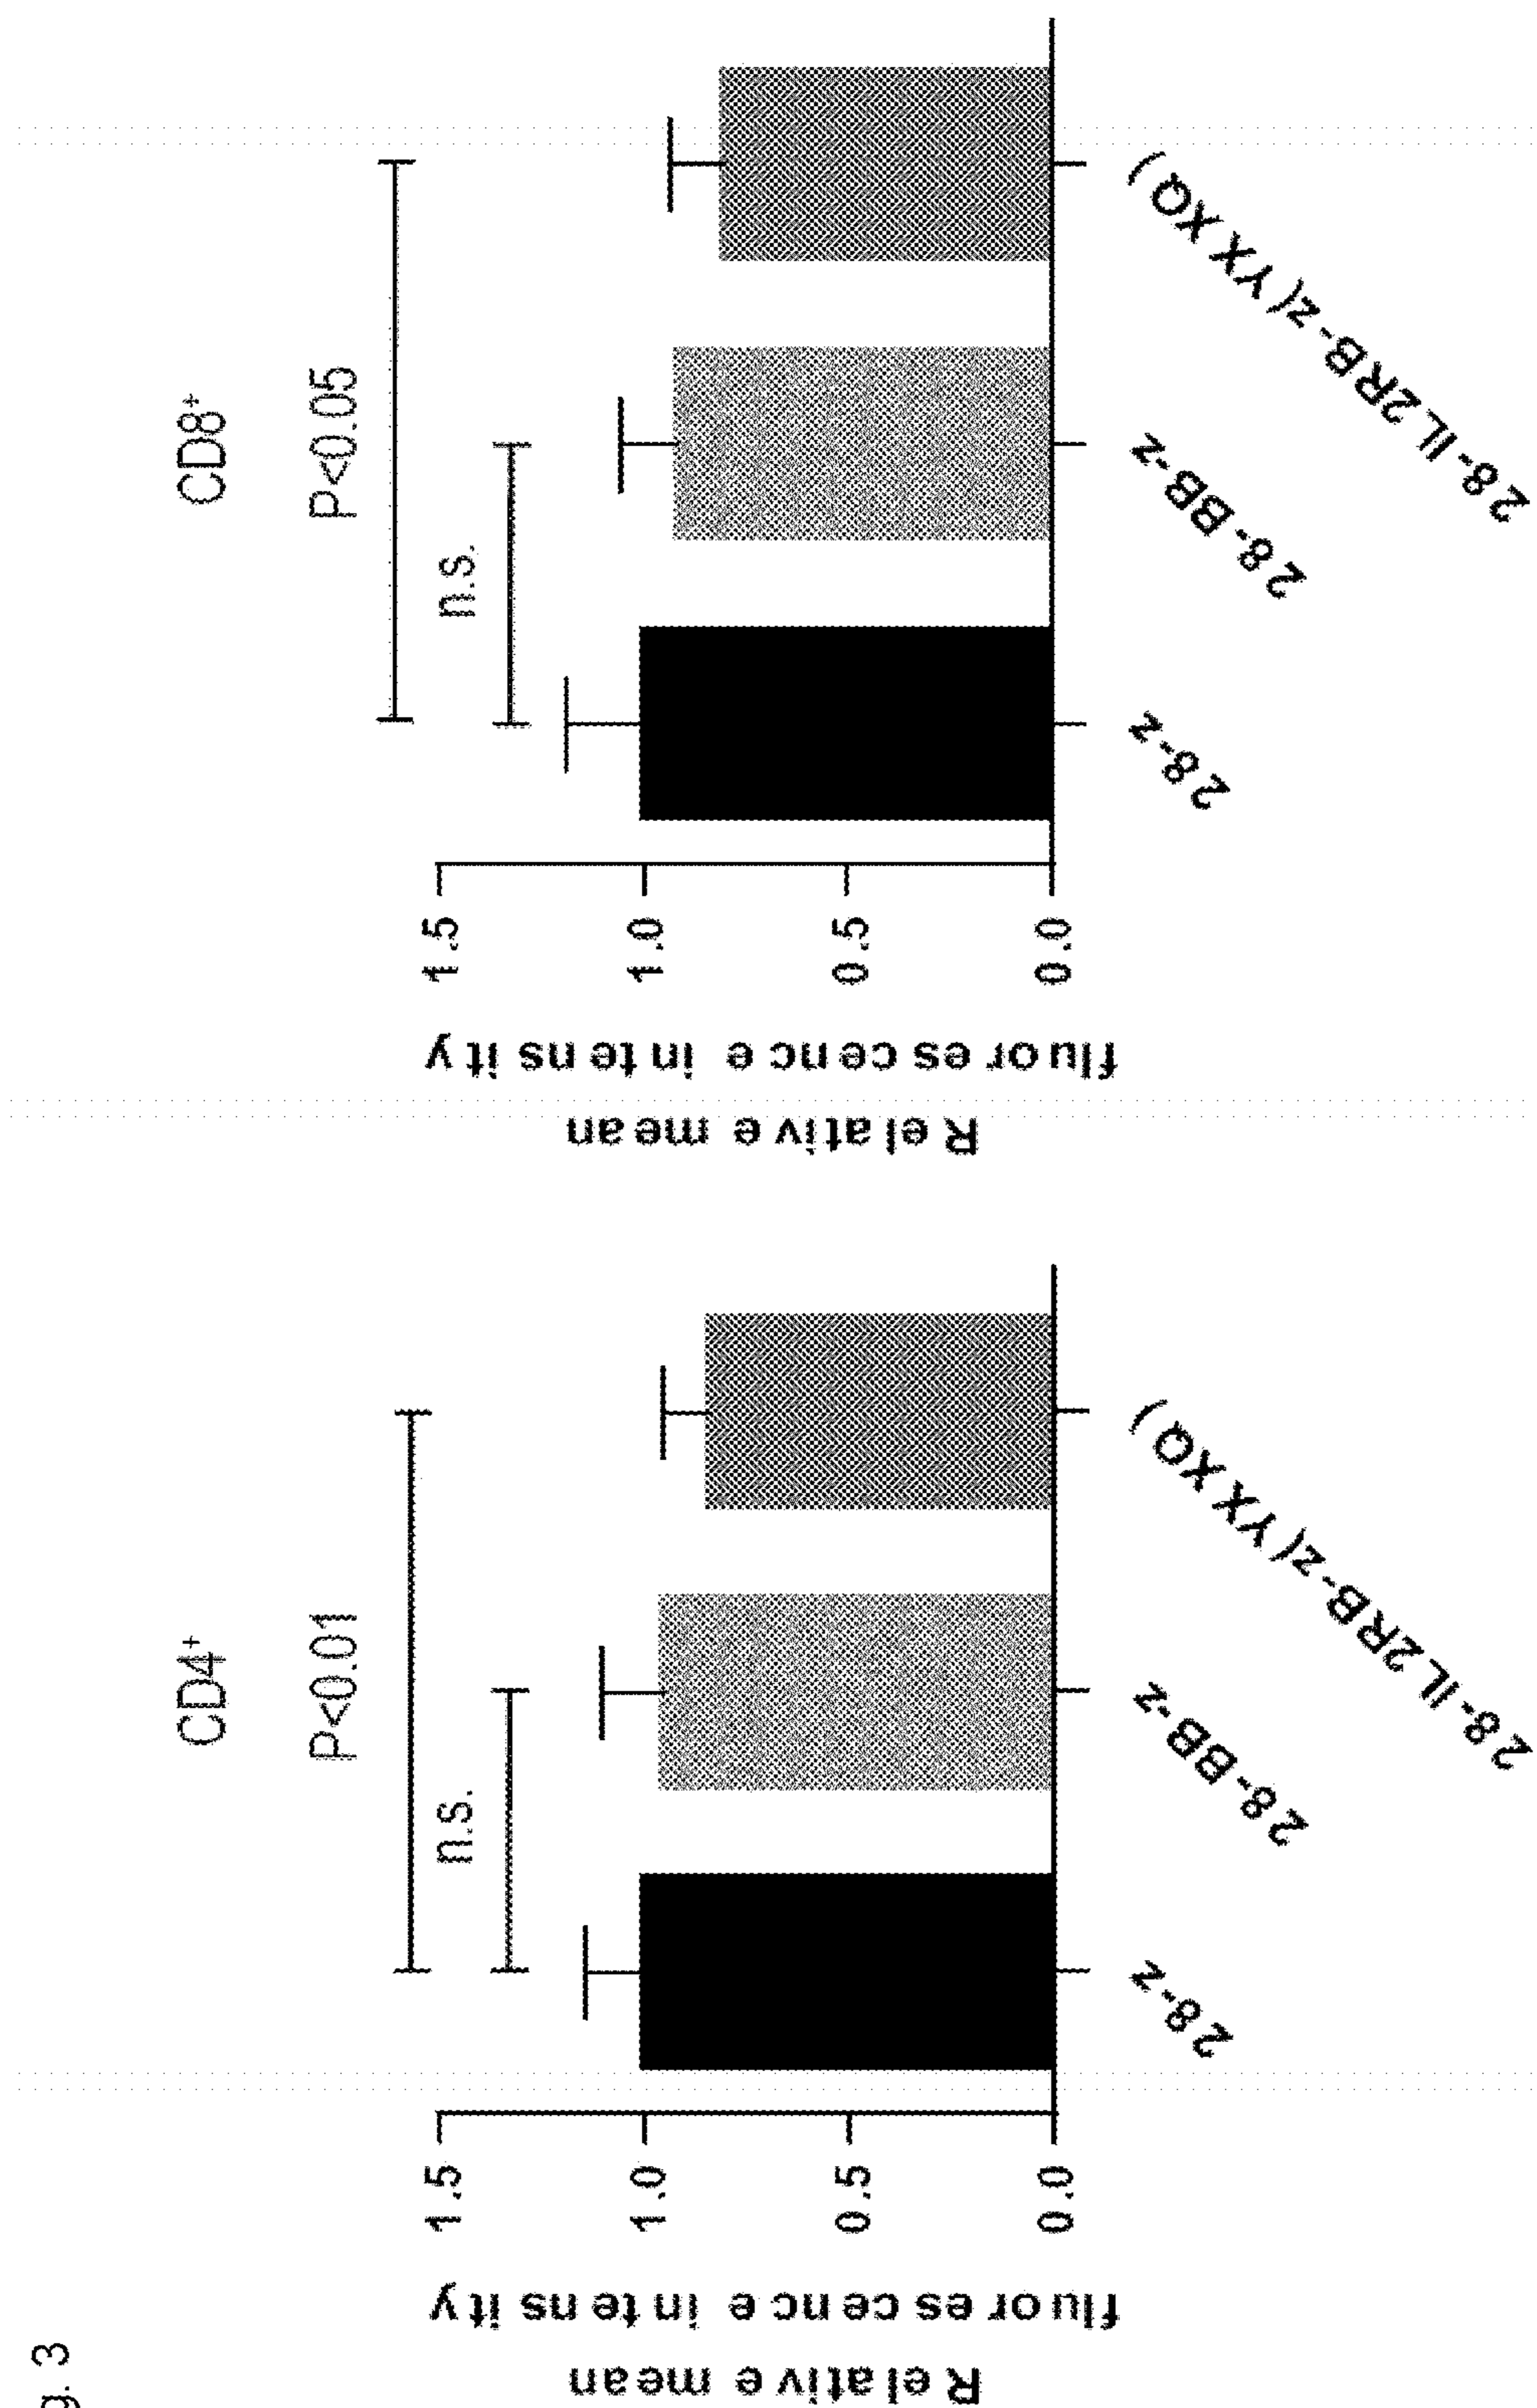 g. 3
CD4+
P<0.01
n.s.
Relative mean
fluorescence intensity
1.5
1.0
0.5
0.0
28-z
28-BB-z
28-IL2RB-z(YXXQ)
CD8+
P<0.05
n.s.
Relative mean
fluorescence intensity
1.5
1.0
0.5
0.0
28-z
28-BB-z
28-IL2RB-z(YXXQ)